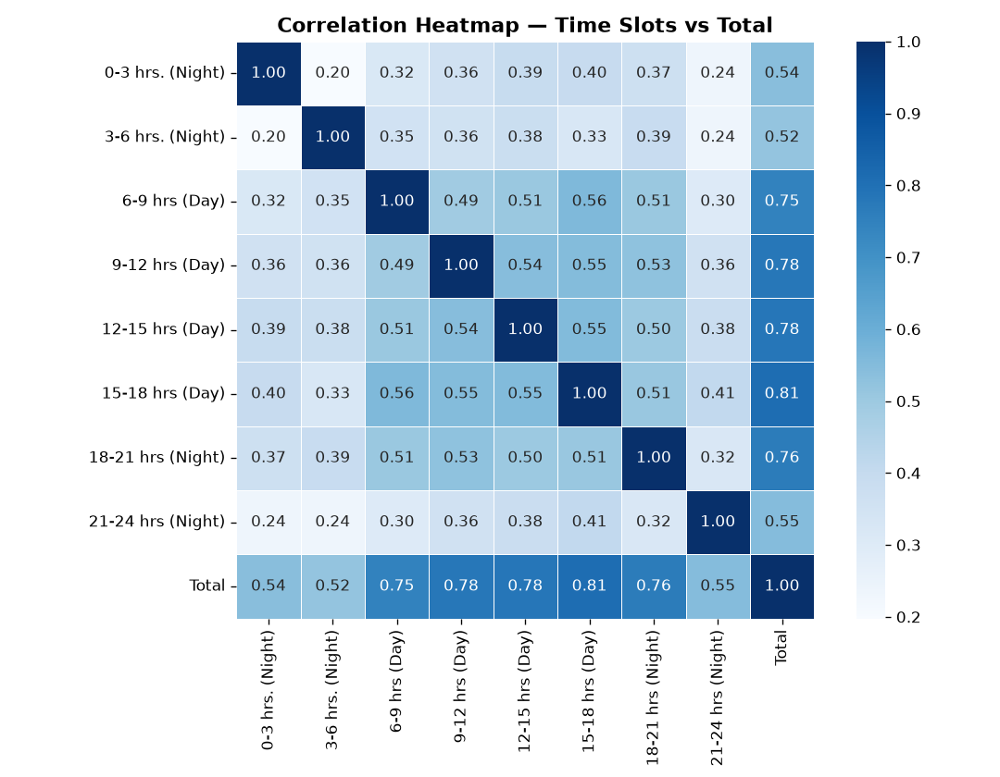 Correlation Heatmap — Time Slots vs Total
0-3 hrs. (Night) 1.00 0.20 0.32 0.36 0.39 0.40 0.37 0.24 0.54
3-6 hrs. (Night) 0.20 1.00 0.35 0.36 0.38 0.33 0.39 0.24 0.52
6-9 hrs (Day) 0.32 0.35 1.00 0.49 0.51 0.56 0.51 0.30 0.75
9-12 hrs (Day) 0.36 0.36 0.49 1.00 0.54 0.55 0.53 0.36 0.78
12-15 hrs (Day) 0.39 0.38 0.51 0.54 1.00 0.55 0.50 0.38 0.78
15-18 hrs (Day) 0.40 0.33 0.56 0.55 0.55 1.00 0.51 0.41 0.81
18-21 hrs (Night) 0.37 0.39 0.51 0.53 0.50 0.51 1.00 0.32 0.76
21-24 hrs (Night) 0.24 0.24 0.30 0.36 0.38 0.41 0.32 1.00 0.55
Total 0.54 0.52 0.75 0.78 0.78 0.81 0.76 0.55 1.00
0-3 hrs. (Night)
3-6 hrs. (Night)
6-9 hrs (Day)
9-12 hrs (Day)
12-15 hrs (Day)
15-18 hrs (Day)
18-21 hrs (Night)
21-24 hrs (Night)
Total
1.0
0.9
0.8
0.7
0.6
0.5
0.4
0.3
0.2